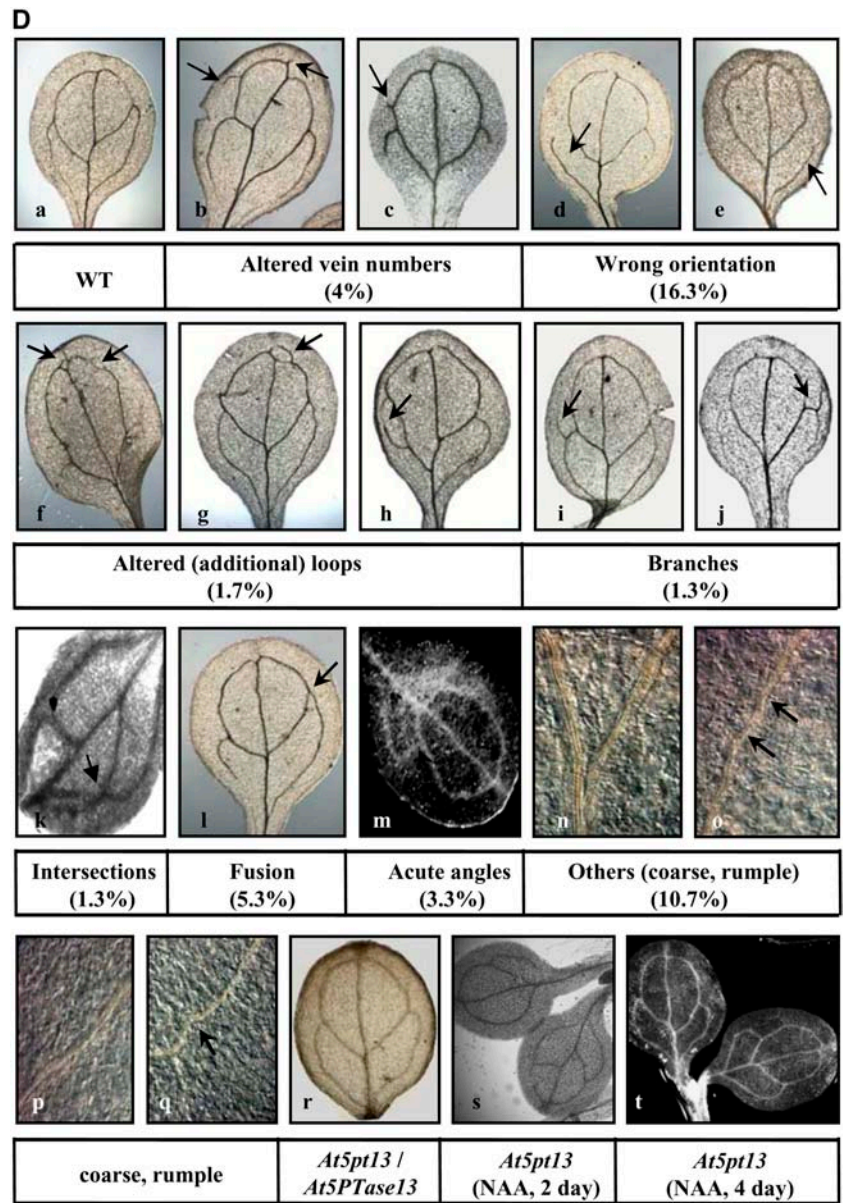 D
a b c d e
WT
Altered vein numbers
(4%)
Wrong orientation
(16.3%)
f g h i j
Altered (additional) loops
(1.7%)
Branches
(1.3%)
k l m n o
Intersections
(1.3%)
Fusion
(5.3%)
Acute angles
(3.3%)
Others (coarse, rumple)
(10.7%)
p q r s t
coarse, rumple
At5pt13 /
At5PTase13
At5pt13
(NAA, 2 day)
At5pt13
(NAA, 4 day)